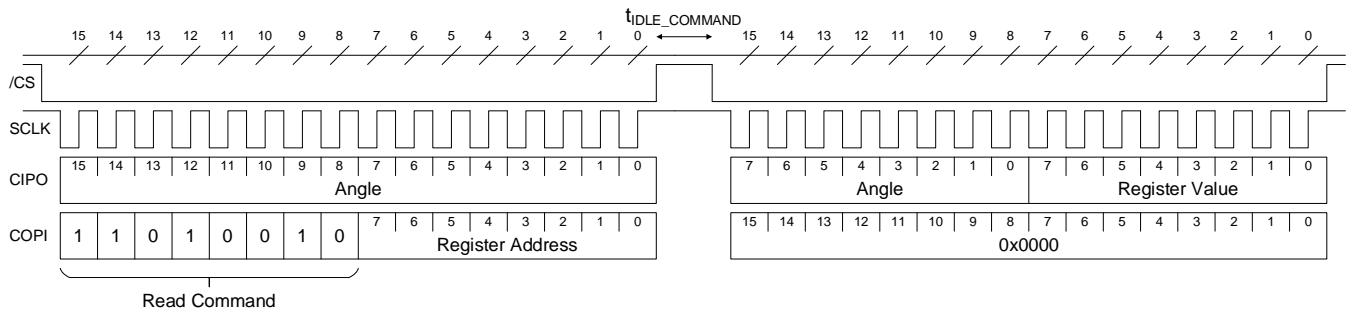 tIDLE_COMMAND
15 14 13 12 11 10 9 8 7 6 5 4 3 2 1 0 15 14 13 12 11 10 9 8 7 6 5 4 3 2 1 0
/CS
SCLK
15 14 13 12 11 10 9 8 7 6 5 4 3 2 1 0 7 6 5 4 3 2 1 0 7 6 5 4 3 2 1 0
CIPO Angle Angle Register Value
7 6 5 4 3 2 1 0 15 14 13 12 11 10 9 8 7 6 5 4 3 2 1 0
COPI 1 1 0 1 0 0 1 0 Register Address 0x0000
Read Command